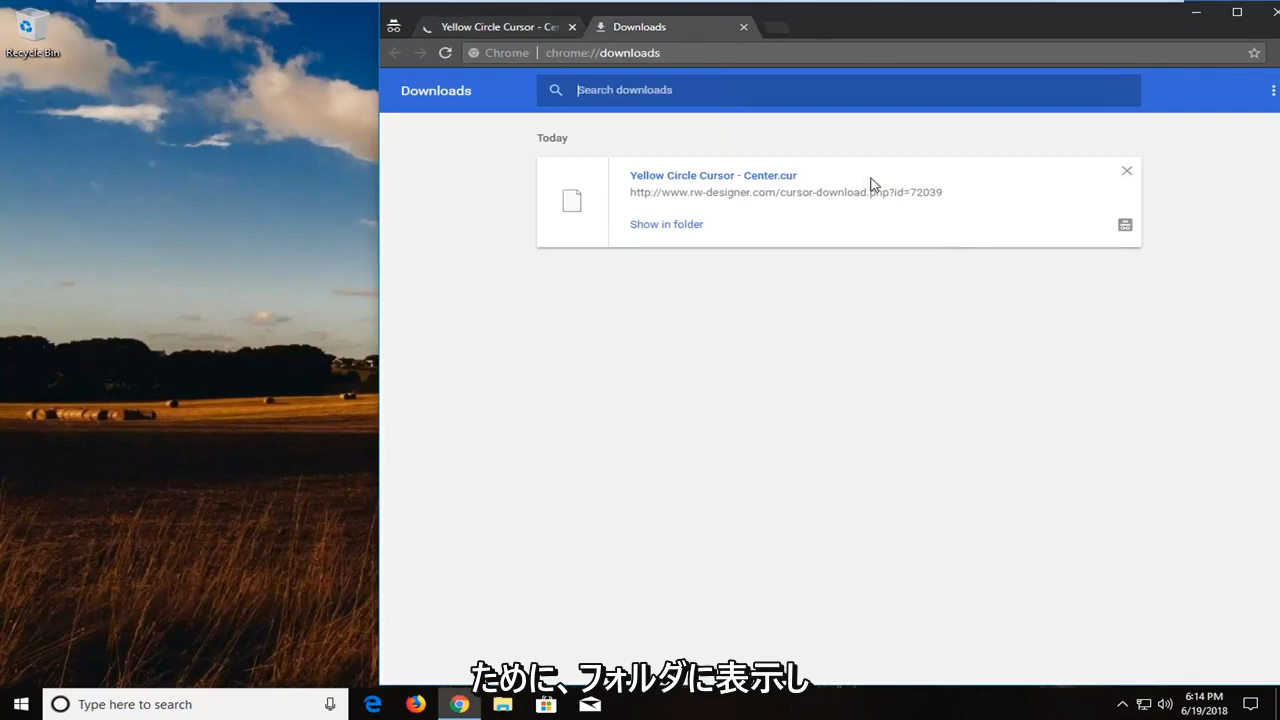 Recycle Bin
Yellow Circle Cursor - Ce
Downloads
Chrome
chrome://downloads
Downloads
Search downloads
Today
Yellow Circle Cursor - Center.cur
http://www.rw-designer.com/cursor-download.php?id=72039
Show in folder
ために、フォルダに表示し
Type here to search
6:14 PM
6/19/2018